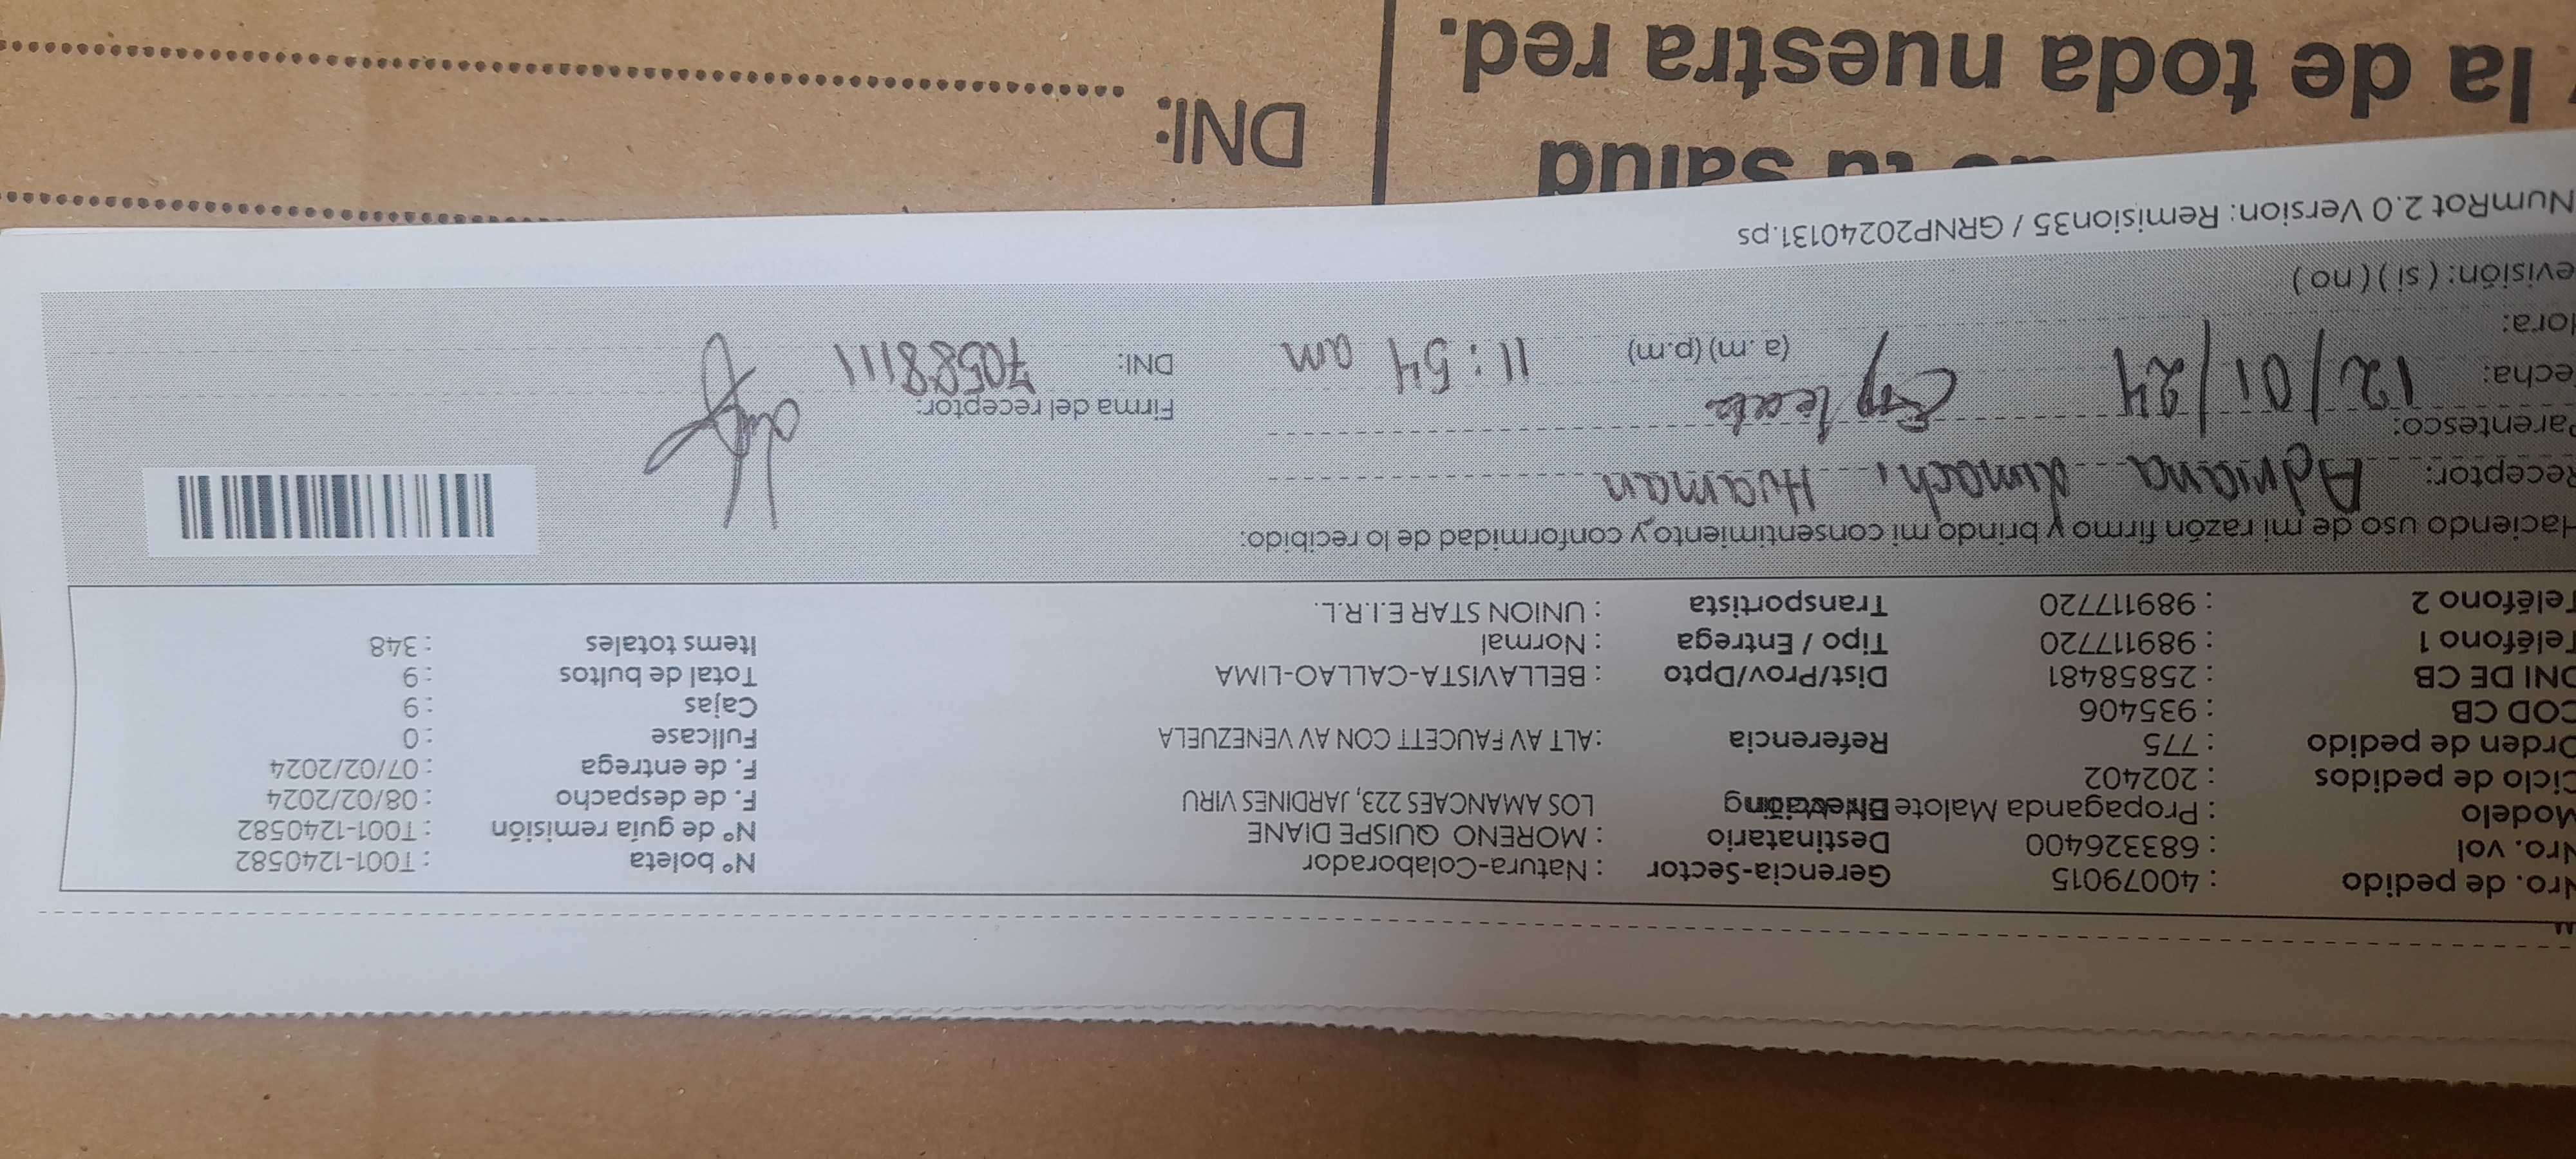 Nro. de pedido : 40079015 Gerencia-Sector : Natura-Colaborador N° boleta : T001-1240582
Nro. vol : 683326400 Destinatario : MORENO QUISPE DIANE N° de guía remisión : T001-1240582
Modelo : Propaganda Malote LOS AMANCAES 223, JARDINES VIRU F. de despacho : 08/02/2024
Ciclo de pedidos : 202402 F. de entrega : 07/02/2024
Orden de pedido : 775 Referencia : ALT AV FAUCETT CON AV VENEZUELA Fullcase : 0
COD CB : 935406 Cajas : 9
DNI DE CB : 25858481 Dist/Prov/Dpto : BELLAVISTA-CALLAO-LIMA Total de bultos : 9
Teléfono 1 : 989117720 Tipo / Entrega : Normal Items totales : 348
Teléfono 2 : 989117720 Transportista : UNION STAR E.I.R.L.
Haciendo uso de mi razón firmo y brindo mi consentimiento y conformidad de lo recibido:
Receptor: Adriana Huaman
Parentesco:
Firma del receptor:
echa: 12/01/24
ora: (a.m) (p.m) 11:54 am DNI: 70588111
evisión: (si) (no)
NumRot 2.0 Version: Remision35 / GRNP20240131.ps
tu salud
la de toda nuestra red.
DNI: